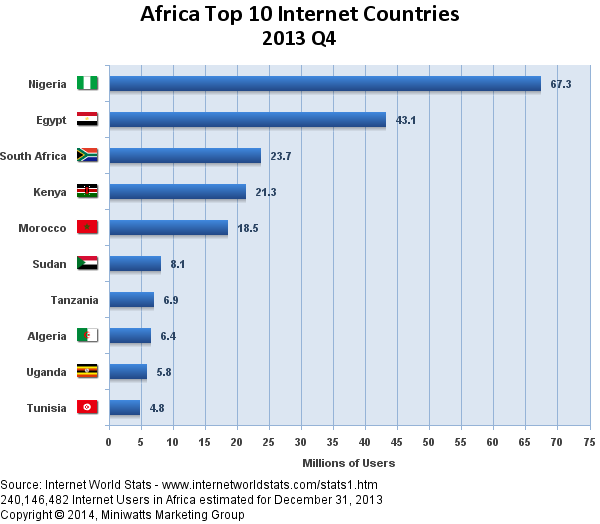 Africa Top 10 Internet Countries
2013 Q4
Nigeria 67.3
Egypt 43.1
South Africa 23.7
Kenya 21.3
Morocco 18.5
Sudan 8.1
Tanzania 6.9
Algeria 6.4
Uganda 5.8
Tunisia 4.8
0 5 10 15 20 25 30 35 40 45 50 55 60 65 70 75
Millions of Users
Source: Internet World Stats - www.internetworldstats.com/stats1.htm
240,146,482 Internet Users in Africa estimated for December 31, 2013
Copyright © 2014, Miniwatts Marketing Group